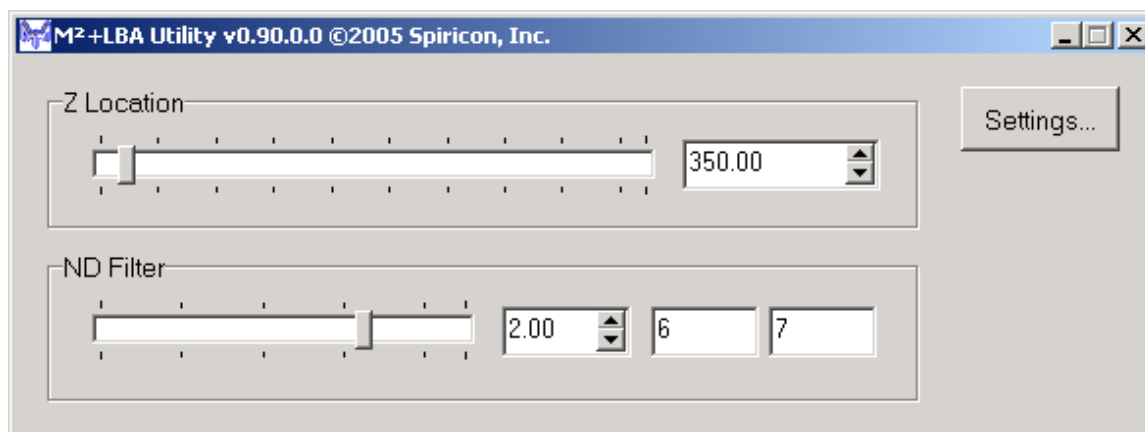 M²+LBA Utility v0.90.0.0 ©2005 Spiricon, Inc.
Z Location
350.00
Settings...
ND Filter
2.00 6 7